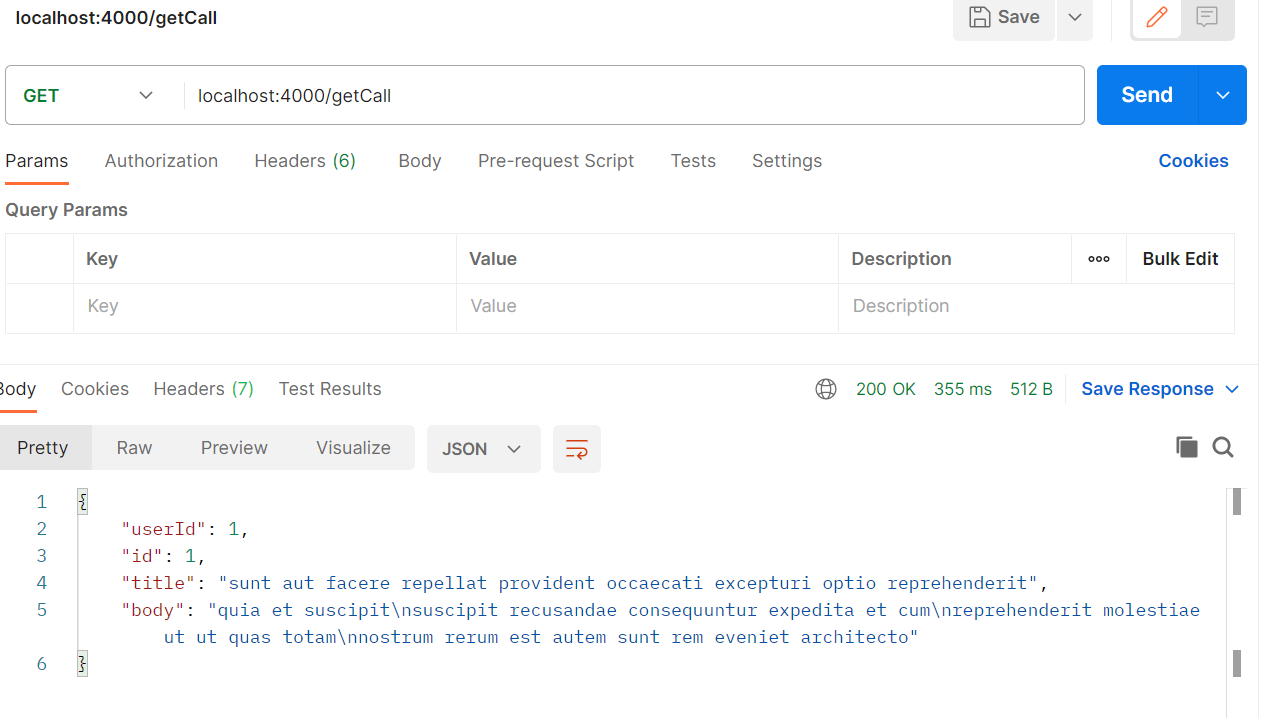 localhost:4000/getCall
Save
GET localhost:4000/getCall Send
Params Authorization Headers (6) Body Pre-request Script Tests Settings Cookies
Query Params
Key Value Description ooo Bulk Edit
Key Value Description
Body Cookies Headers (7) Test Results 200 OK 355 ms 512 B Save Response
Pretty Raw Preview Visualize JSON
1 {
2 "userId": 1,
3 "id": 1,
4 "title": "sunt aut facere repellat provident occaecati excepturi optio reprehenderit",
5 "body": "quia et suscipit\nsuscipit recusandae consequuntur expedita et cum\nreprehenderit molestiae
ut ut quas totam\nnostrum rerum est autem sunt rem eveniet architecto"
6 }